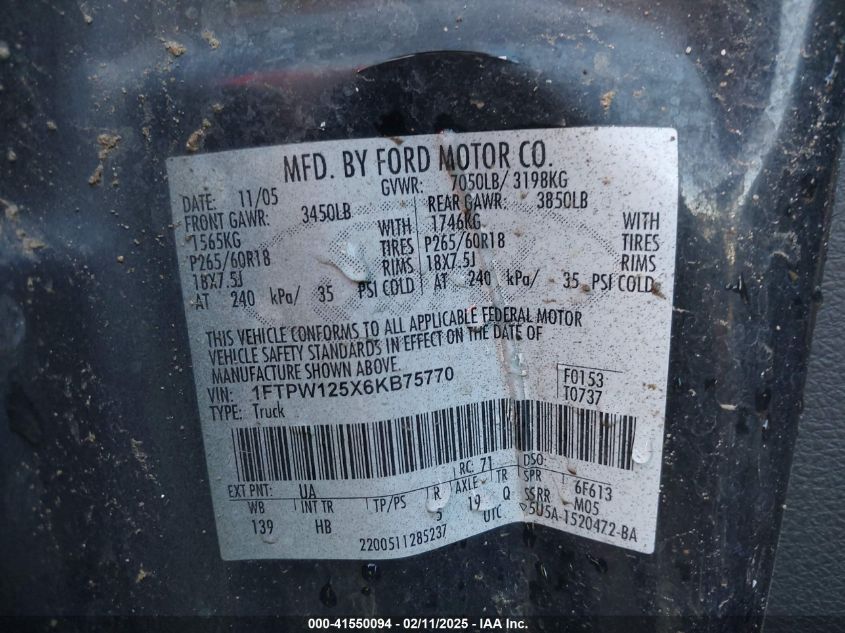 MFD. BY FORD MOTOR CO.
DATE: 11/05 GVWR: 7050LB/ 3198KG
FRONT GAWR: 3450LB REAR GAWR: 3850LB
1565KG WITH 1746KG WITH
P265/60R18 TIRES P265/60R18 TIRES
18X7.5J RIMS 18X7.5J RIMS
AT 240 kPa/ 35 PSI COLD AT 240 kPa/ 35 PSI COLD
THIS VEHICLE CONFORMS TO ALL APPLICABLE FEDERAL MOTOR
VEHICLE SAFETY STANDARDS IN EFFECT ON THE DATE OF
MANUFACTURE SHOWN ABOVE.
VIN: 1FTPW125X6KB75770 F0153
TYPE: Truck T0737
EXT PNT: UA RC: 71 DSO:
WB INT TR TP/PS R AXLE TR SPR 6F613
139 HB 5 19 Q SSRR M05
2200511285237 UTC 5U5A-1520472-BA
000-41550094 - 02/11/2025 - IAA Inc.